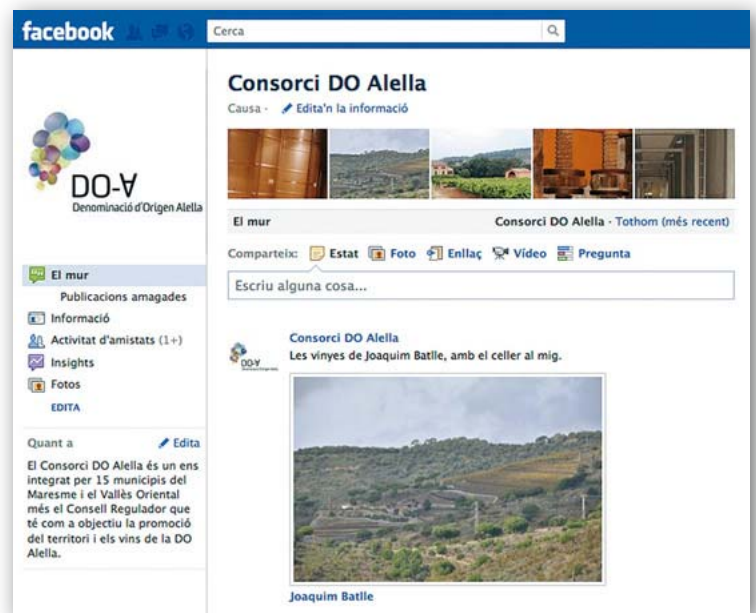 facebook
Cerca
Consorci DO Alella
Causa · Edita'n la informació
DO-∀
Denominació d'Origen Alella
El mur
Consorci DO Alella · Tothom (més recent)
Comparteix: Estat Foto Enllaç Vídeo Pregunta
Escriu alguna cosa...
El mur
Publicacions amagades
Informació
Activitat d'amistats (1+)
Insights
Fotos
EDITA
Quant a
Edita
El Consorci DO Alella és un ens
integrat per 15 municipis del
Maresme i el Vallès Oriental
més el Consell Regulador que
té com a objectiu la promoció
del territori i els vins de la DO
Alella.
DO-∀
Consorci DO Alella
Les vinyes de Joaquim Batlle, amb el celler al mig.
Joaquim Batlle